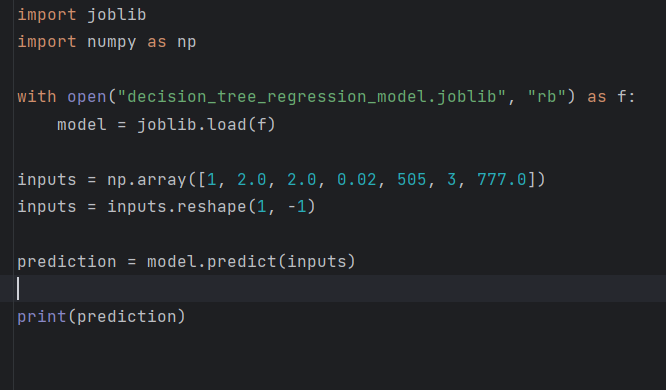 import joblib
import numpy as np
with open("decision_tree_regression_model.joblib", "rb") as f:
    model = joblib.load(f)
inputs = np.array([1, 2.0, 2.0, 0.02, 505, 3, 777.0])
inputs = inputs.reshape(1, -1)
prediction = model.predict(inputs)
print(prediction)